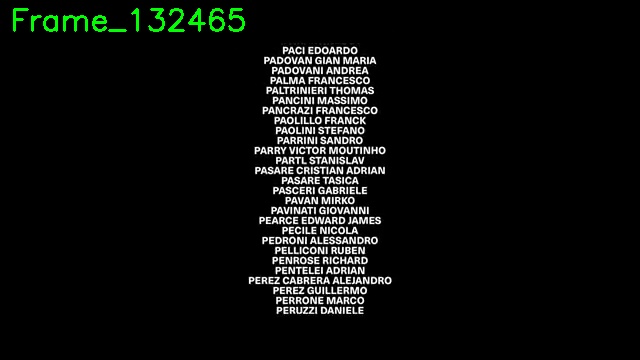 Frame_132465
PACI EDOARDO
PADOVAN GIAN MARIA
PADOVANI ANDREA
PALMA FRANCESCO
PALTRINIERI THOMAS
PANCINI MASSIMO
PANCRAZI FRANCESCO
PAOLILLO FRANCK
PAOLINI STEFANO
PARRINI SANDRO
PARRY VICTOR MOUTINHO
PARTL STANISLAV
PASARE CRISTIAN ADRIAN
PASARE TASICA
PASCERI GABRIELE
PAVAN MIRKO
PAVINATI GIOVANNI
PEARCE EDWARD JAMES
PECILE NICOLA
PEDRONI ALESSANDRO
PELLICONI RUBEN
PENROSE RICHARD
PENTELEI ADRIAN
PEREZ CABRERA ALEJANDRO
PEREZ GUILLERMO
PERRONE MARCO
PERUZZI DANIELE